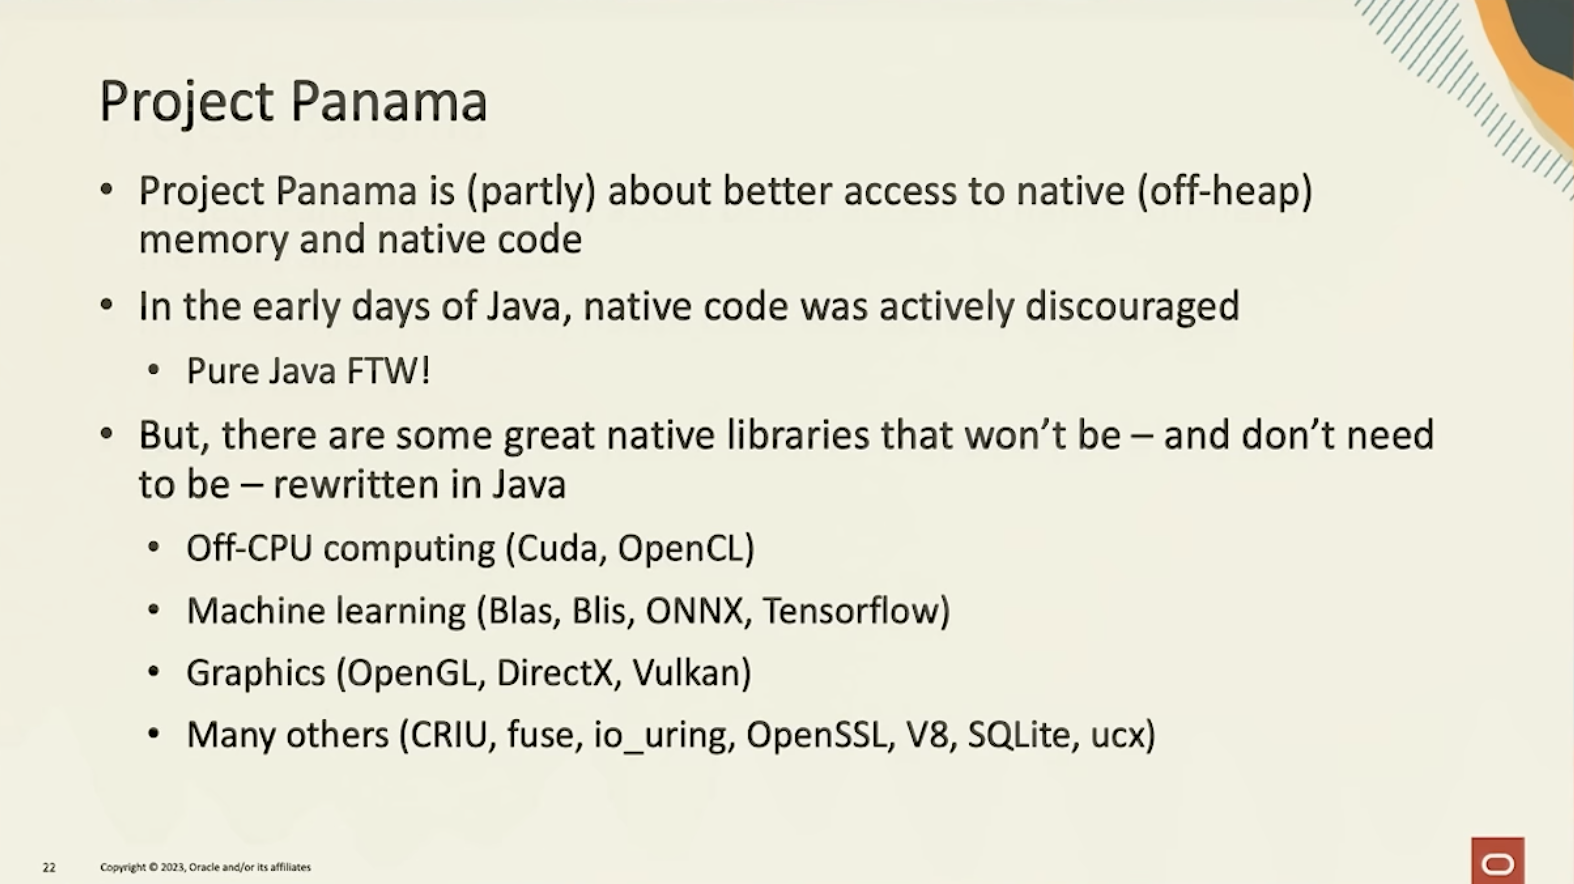 Project Panama
• Project Panama is (partly) about better access to native (off-heap)
memory and native code
• In the early days of Java, native code was actively discouraged
• Pure Java FTW!
• But, there are some great native libraries that won’t be – and don’t need
to be – rewritten in Java
• Off-CPU computing (Cuda, OpenCL)
• Machine learning (Blas, Blis, ONNX, Tensorflow)
• Graphics (OpenGL, DirectX, Vulkan)
• Many others (CRIU, fuse, io_uring, OpenSSL, V8, SQLite, ucx)
22 Copyright © 2023, Oracle and/or its affiliates